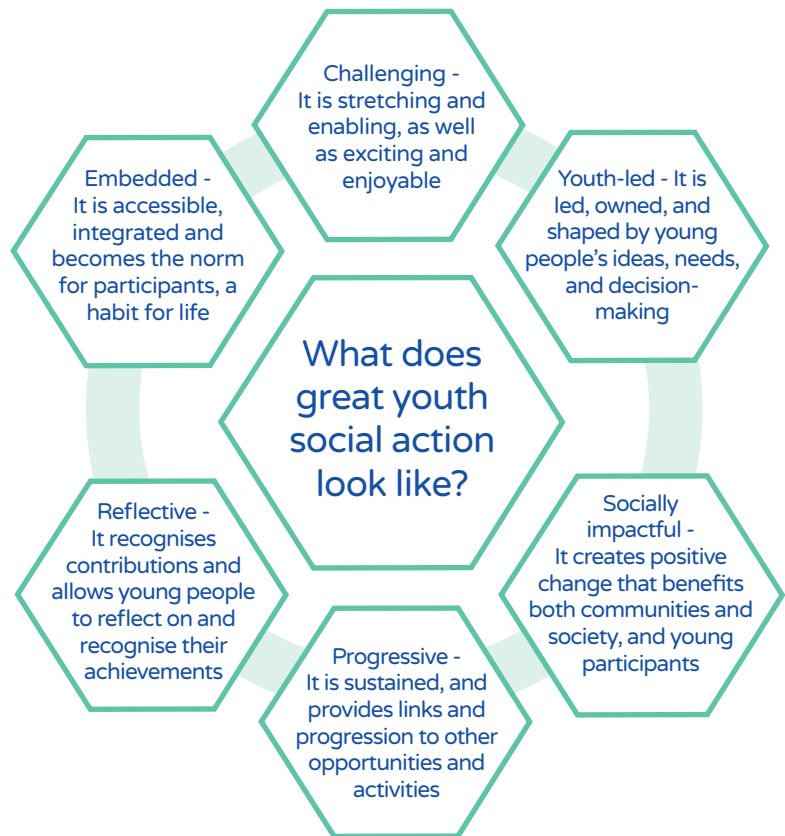 What does
great youth
social action
look like?
Challenging -
It is stretching and
enabling, as well
as exciting and
enjoyable
Youth-led - It is
led, owned, and
shaped by young
people’s ideas, needs,
and decision-
making
Socially
impactful -
It creates positive
change that benefits
both communities and
society, and young
participants
Progressive -
It is sustained, and
provides links and
progression to other
opportunities and
activities
Reflective -
It recognises
contributions and
allows young people
to reflect on and
recognise their
achievements
Embedded -
It is accessible,
integrated and
becomes the norm
for participants, a
habit for life